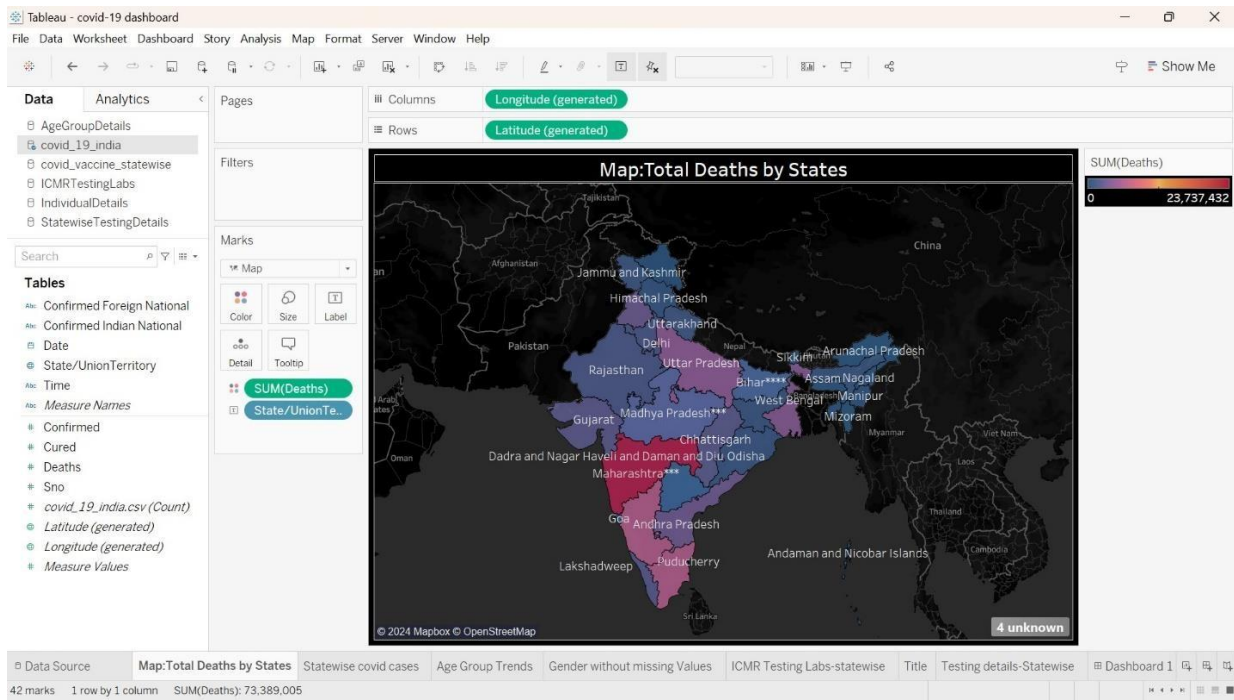 Tableau - covid-19 dashboard
File Data Worksheet Dashboard Story Analysis Map Format Server Window Help
Show Me
Data Analytics
AgeGroupDetails
covid_19_india
covid_vaccine_statewise
ICMRTestingLabs
IndividualDetails
StatewiseTestingDetails
Search
Tables
Abc Confirmed Foreign National
Abc Confirmed Indian National
Date
State/UnionTerritory
Abc Time
Abc Measure Names
# Confirmed
# Cured
# Deaths
# Sno
# covid_19_india.csv (Count)
Latitude (generated)
Longitude (generated)
# Measure Values
Pages
Filters
Marks
Map
Color Size Label
Detail Tooltip
SUM(Deaths)
State/UnionTe..
Columns Longitude (generated)
Rows Latitude (generated)
Map:Total Deaths by States
Tajikistan
China
Afghanistan
Jammu and Kashmir
Himachal Pradesh
Uttarakhand
Pakistan
Delhi
Nepal
Rajasthan
Uttar Pradesh
Sikkim
Arunachal Pradesh
Bihar****
Assam Nagaland
West Bengal
Manipur
Gujarat
Madhya Pradesh***
Mizoram
Myanmar
Viet Nam
Chhattisgarh
Oman
Dadra and Nagar Haveli and Daman and Diu Odisha
Laos
Maharashtra***
Thailand
Goa
Andhra Pradesh
Andaman and Nicobar Islands
Cambodia
Lakshadweep
Puducherry
Sri Lanka
© 2024 Mapbox © OpenStreetMap
4 unknown
SUM(Deaths)
0 23,737,432
Data Source Map:Total Deaths by States Statewise covid cases Age Group Trends Gender without missing Values ICMR Testing Labs-statewise Title Testing details-Statewise Dashboard 1
42 marks 1 row by 1 column SUM(Deaths): 73,389,005